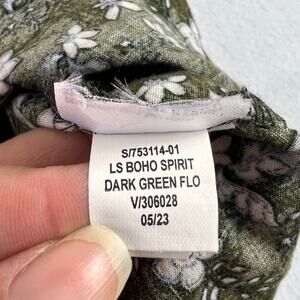 S/753114-01
LS BOHO SPIRIT
DARK GREEN FLO
V/306028
05/23